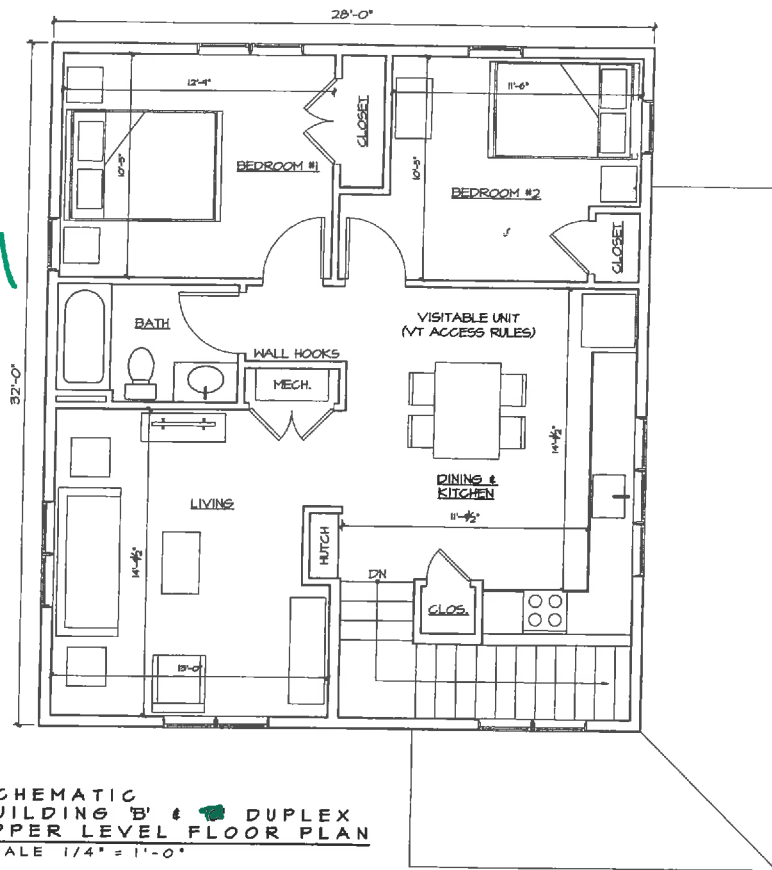 28'-0"
12'-4"
11'-6"
CLOSET
10'-5"
BEDROOM #1
10'-5"
BEDROOM #2
CLOSET
BATH
VISITABLE UNIT
(VT ACCESS RULES)
WALL HOOKS
MECH.
32'-0"
14'-4½"
DINING &
KITCHEN
LIVING
11'-4½"
HUTCH
14'-4½"
DN
CLOS.
13'-0"
CHEMATIC
UILDING 'B' & DUPLEX
PPER LEVEL FLOOR PLAN
ALE 1/4" = 1'-0"